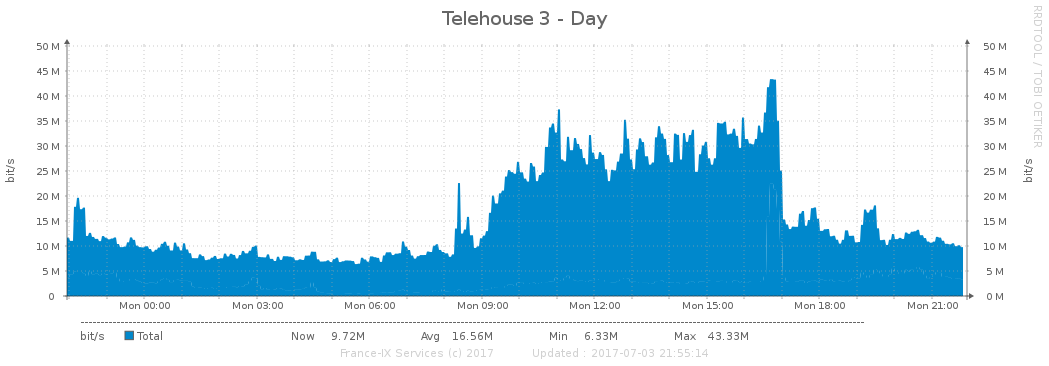 Telehouse 3 - Day
RRDTOOL / TOBI OETIKER
50 M 50 M
45 M 45 M
40 M 40 M
35 M 35 M
30 M 30 M
25 M 25 M
20 M 20 M
15 M 15 M
10 M 10 M
5 M 5 M
0 0 M
bit/s
bit/s
Mon 00:00 Mon 03:00 Mon 06:00 Mon 09:00 Mon 12:00 Mon 15:00 Mon 18:00 Mon 21:00
bit/s Total Now 9.72M Avg 16.56M Min 6.33M Max 43.33M
France-IX Services (c) 2017 Updated : 2017-07-03 21:55:14